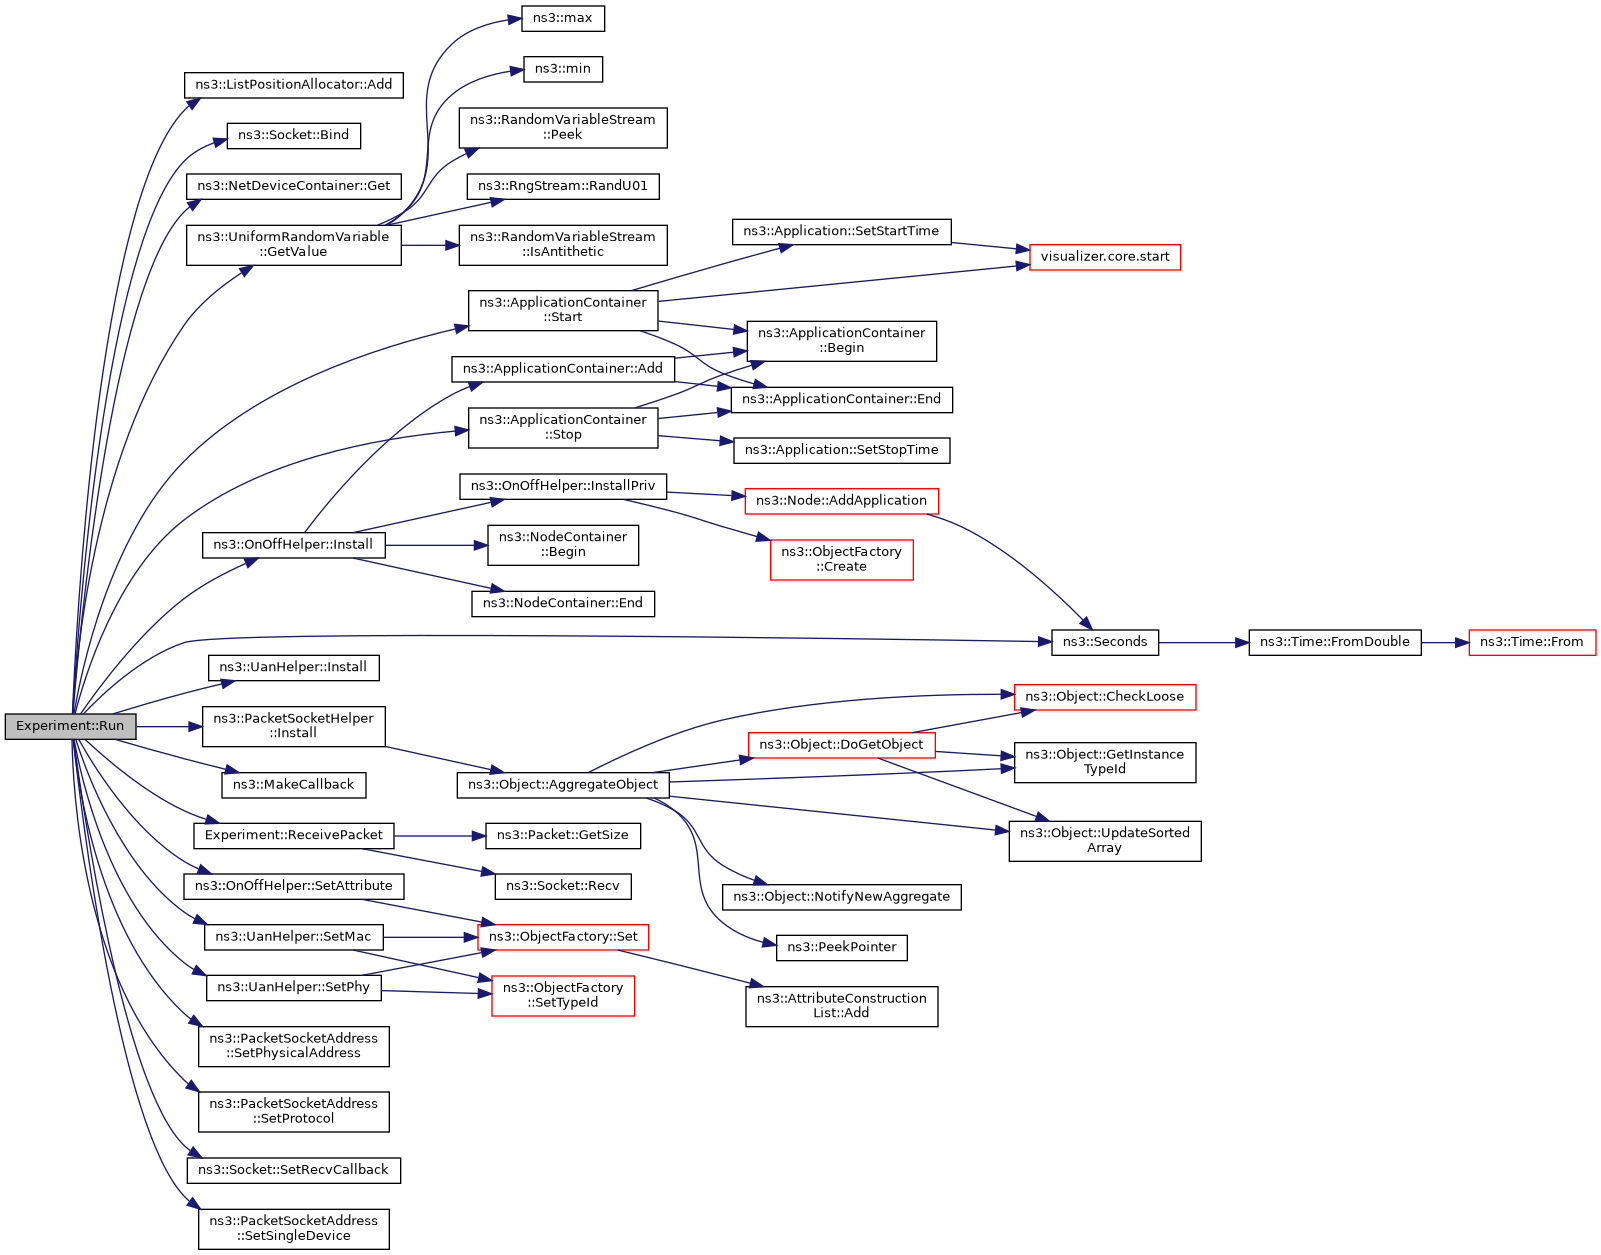 ns3::max
ns3::min
ns3::ListPositionAllocator::Add
ns3::RandomVariableStream
::Peek
ns3::Socket::Bind
ns3::NetDeviceContainer::Get
ns3::RngStream::RandU01
ns3::UniformRandomVariable
::GetValue
ns3::RandomVariableStream
::IsAntithetic
ns3::Application::SetStartTime
visualizer.core.start
ns3::ApplicationContainer
::Start
ns3::ApplicationContainer
::Begin
ns3::ApplicationContainer::Add
ns3::ApplicationContainer::End
ns3::ApplicationContainer
::Stop
ns3::Application::SetStopTime
ns3::OnOffHelper::InstallPriv
ns3::Node::AddApplication
ns3::OnOffHelper::Install
ns3::NodeContainer
::Begin
ns3::ObjectFactory
::Create
ns3::NodeContainer::End
ns3::Seconds
ns3::Time::FromDouble
ns3::Time::From
ns3::UanHelper::Install
ns3::Object::CheckLoose
Experiment::Run
ns3::PacketSocketHelper
::Install
ns3::Object::DoGetObject
ns3::Object::GetInstance
TypeId
ns3::MakeCallback
ns3::Object::AggregateObject
Experiment::ReceivePacket
ns3::Packet::GetSize
ns3::Object::UpdateSorted
Array
ns3::OnOffHelper::SetAttribute
ns3::Socket::Recv
ns3::Object::NotifyNewAggregate
ns3::UanHelper::SetMac
ns3::ObjectFactory::Set
ns3::PeekPointer
ns3::UanHelper::SetPhy
ns3::ObjectFactory
::SetTypeId
ns3::AttributeConstruction
List::Add
ns3::PacketSocketAddress
::SetPhysicalAddress
ns3::PacketSocketAddress
::SetProtocol
ns3::Socket::SetRecvCallback
ns3::PacketSocketAddress
::SetSingleDevice